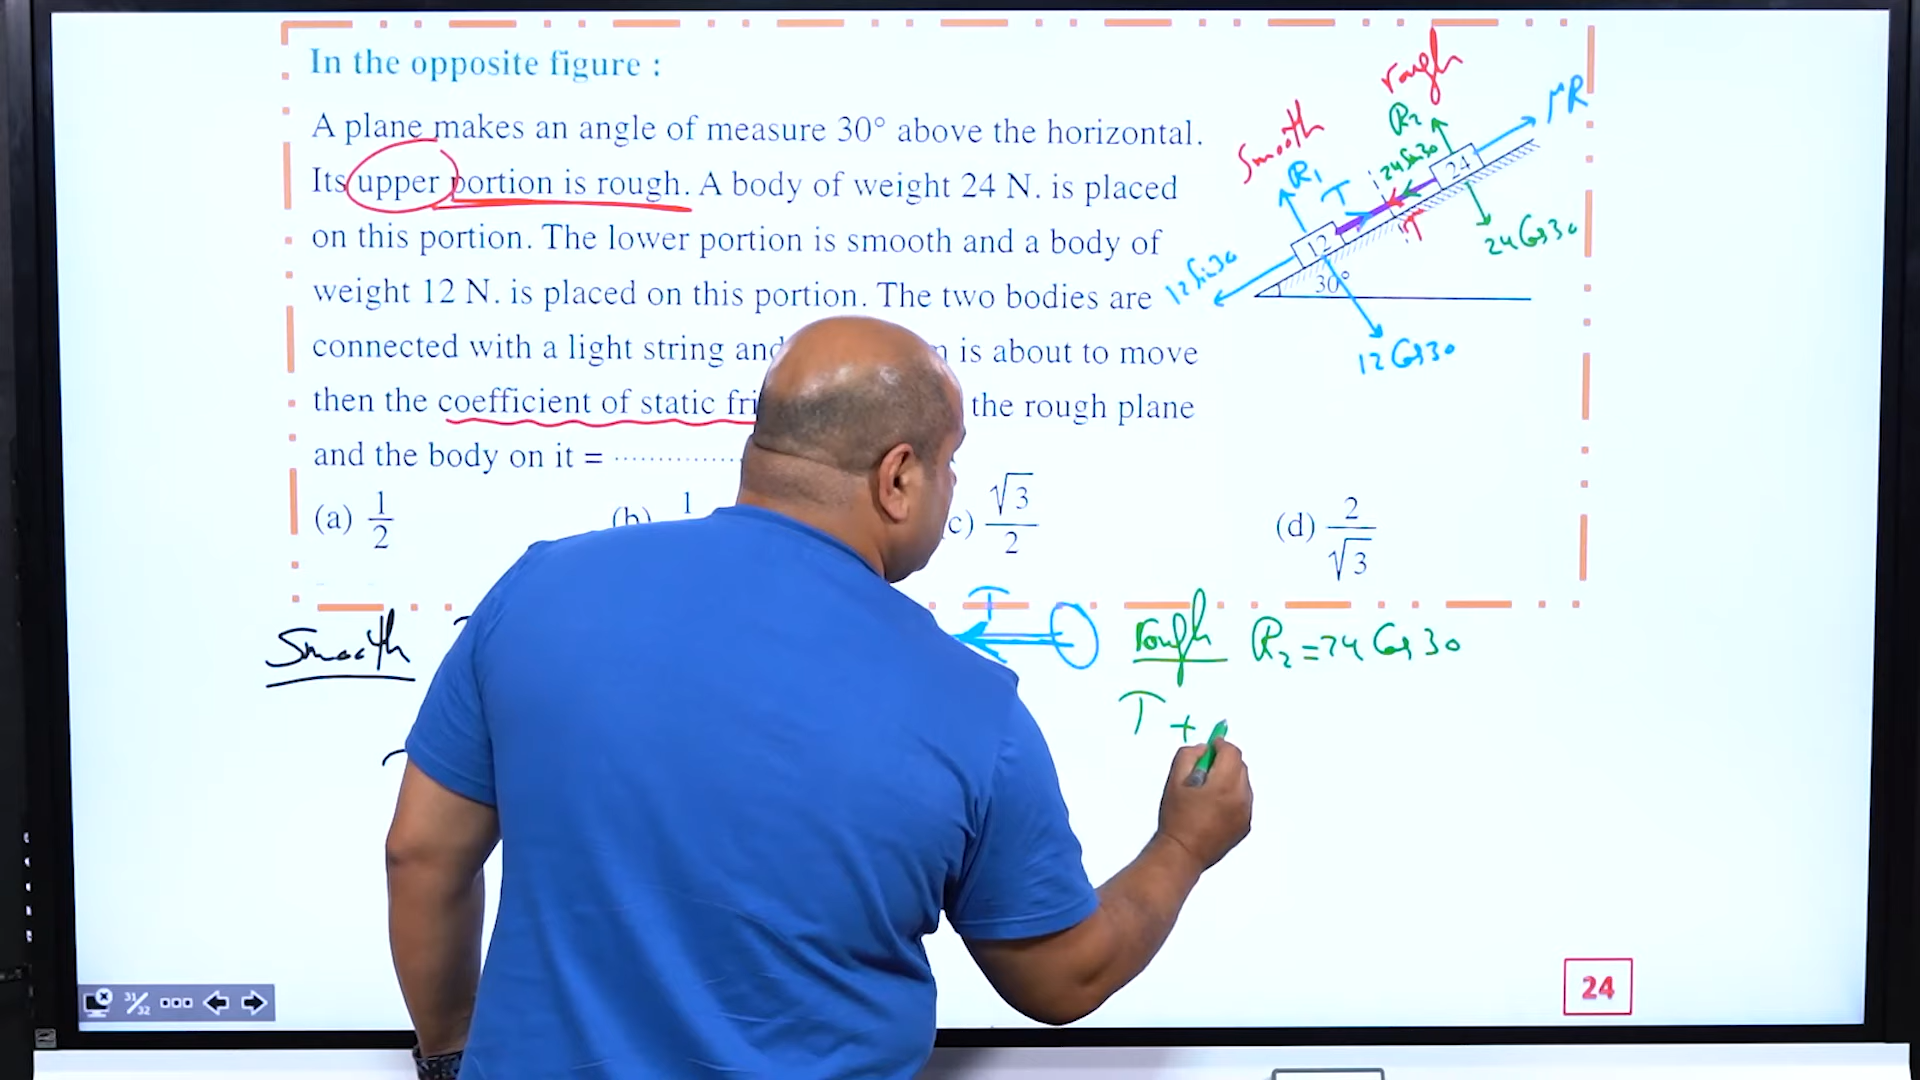 In the opposite figure :
A plane makes an angle of measure 30° above the horizontal.
Its upper portion is rough. A body of weight 24 N. is placed
on this portion. The lower portion is smooth and a body of
weight 12 N. is placed on this portion. The two bodies are
connected with a light string and is about to move
then the coefficient of static the rough plane
and the body on it = ..............
(a) 1/2
(b) 1
(c) √3/2
(d) 2/√3
Smooth
rough
μR
R₂
R₁
T
24 Sin 30
24
T
24 Cos 30
12
12 Sin 30
30°
12 Cos 30
Smooth
T
rough R₂ = 24 Cos 30
T +
31/32
24